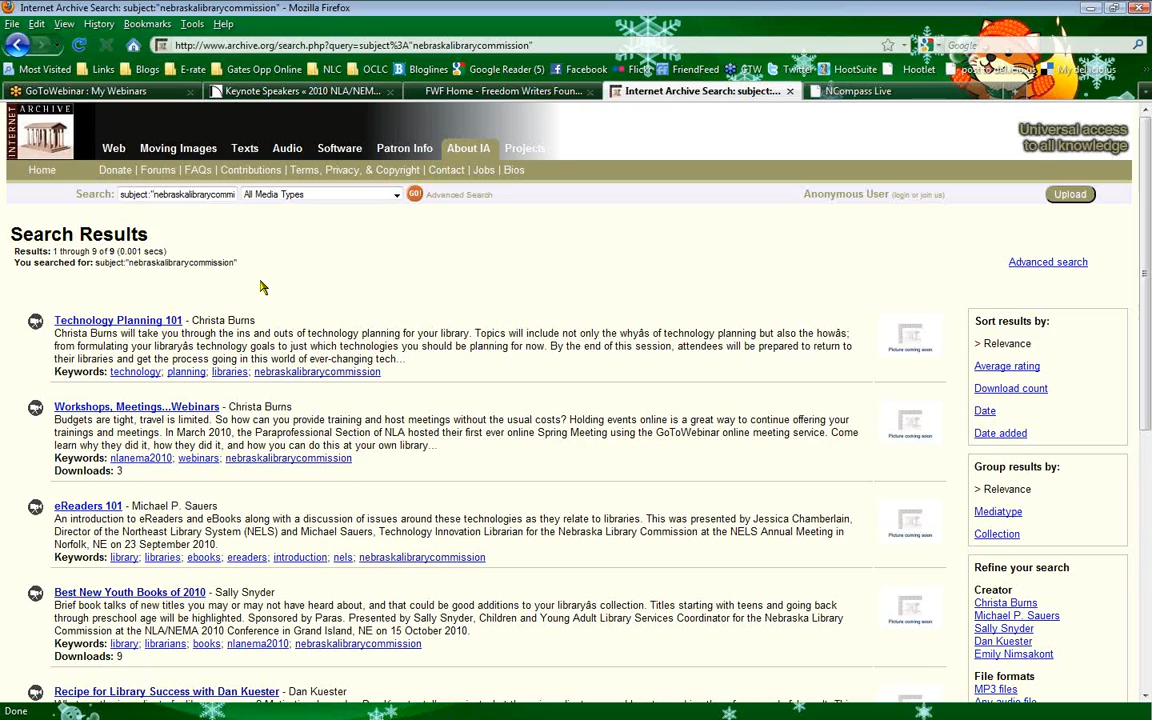 Internet Archive Search: subject:"nebraskalibrarycommission" - Mozilla Firefox
File Edit View History Bookmarks Tools Help
http://www.archive.org/search.php?query=subject%3A"nebraskalibrarycommission" Google
Most Visited Links Blogs E-rate Gates Opp Online NLC OCLC Bloglines Google Reader (5) Facebook Flickr FriendFeed GTW Twitter HootSuite Hootlet post to del.icio.us My delicious
GoToWebinar : My Webinars Keynote Speakers « 2010 NLA/NEM... FWF Home - Freedom Writers Foun... Internet Archive Search: subject:... NCompass Live
INTERNET ARCHIVE
Universal access to all knowledge
Web Moving Images Texts Audio Software Patron Info About IA Projects
Home Donate | Forums | FAQs | Contributions | Terms, Privacy, & Copyright | Contact | Jobs | Bios
Search: subject:"nebraskalibrarycommi All Media Types GO! Advanced Search Anonymous User (login or join us) Upload
Search Results
Results: 1 through 9 of 9 (0.001 secs)
You searched for: subject:"nebraskalibrarycommission"
Advanced search
Technology Planning 101 - Christa Burns
Christa Burns will take you through the ins and outs of technology planning for your library. Topics will include not only the whyâs of technology planning but also the howâs;
from formulating your libraryâs technology goals to just which technologies you should be planning for now. By the end of this session, attendees will be prepared to return to
their libraries and get the process going in this world of ever-changing tech...
Keywords: technology; planning; libraries; nebraskalibrarycommission
Picture coming soon
Workshops, Meetings...Webinars - Christa Burns
Budgets are tight, travel is limited. So how can you provide training and host meetings without the usual costs? Holding events online is a great way to continue offering your
trainings and meetings. In March 2010, the Paraprofessional Section of NLA hosted their first ever online Spring Meeting using the GoToWebinar online meeting service. Come
learn why they did it, how they did it, and how you can do this at your own library...
Keywords: nlanema2010; webinars; nebraskalibrarycommission
Downloads: 3
Picture coming soon
eReaders 101 - Michael P. Sauers
An introduction to eReaders and eBooks along with a discussion of issues around these technologies as they relate to libraries. This was presented by Jessica Chamberlain,
Director of the Northeast Library System (NELS) and Michael Sauers, Technology Innovation Librarian for the Nebraska Library Commission at the NELS Annual Meeting in
Norfolk, NE on 23 September 2010.
Keywords: library; libraries; ebooks; ereaders; introduction; nels; nebraskalibrarycommission
Picture coming soon
Best New Youth Books of 2010 - Sally Snyder
Brief book talks of new titles you may or may not have heard about, and that could be good additions to your libraryâs collection. Titles starting with teens and going back
through preschool age will be highlighted. Sponsored by Paras. Presented by Sally Snyder, Children and Young Adult Library Services Coordinator for the Nebraska Library
Commission at the NLA/NEMA 2010 Conference in Grand Island, NE on 15 October 2010.
Keywords: library; librarians; books; nlanema2010; nebraskalibrarycommission
Downloads: 9
Picture coming soon
Recipe for Library Success with Dan Kuester - Dan Kuester
Sort results by:
> Relevance
Average rating
Download count
Date
Date added
Group results by:
> Relevance
Mediatype
Collection
Refine your search
Creator
Christa Burns
Michael P. Sauers
Sally Snyder
Dan Kuester
Emily Nimsakont
File formats
MP3 files
Any audio file
Done